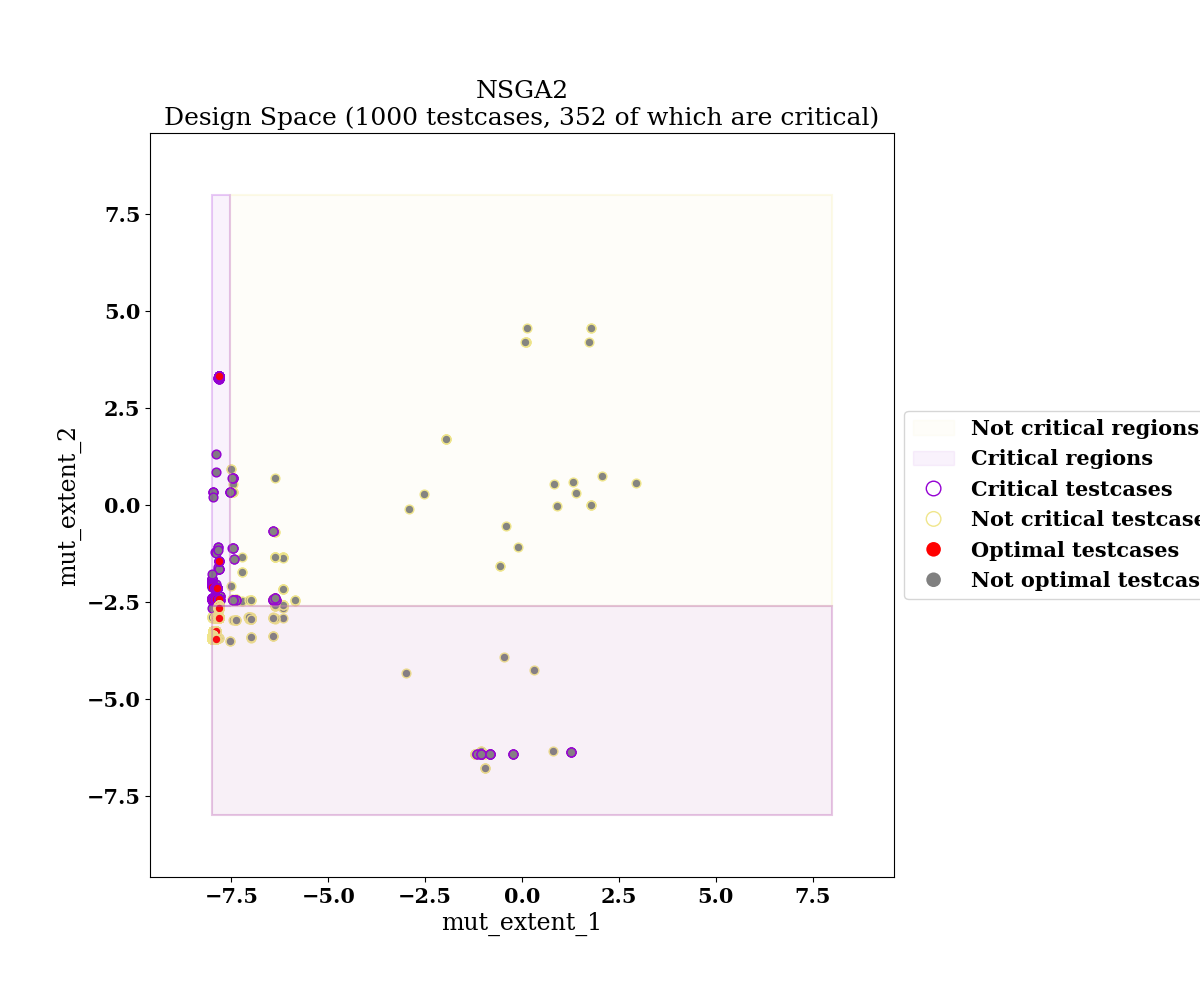 NSGA2
Design Space (1000 testcases, 352 of which are critical)
7.5
5.0
2.5
0.0
−2.5
−5.0
−7.5
mut_extent_2
−7.5
−5.0
−2.5
0.0
2.5
5.0
7.5
mut_extent_1
Not critical regions
Critical regions
Critical testcases
Not critical testcase
Optimal testcases
Not optimal testcas